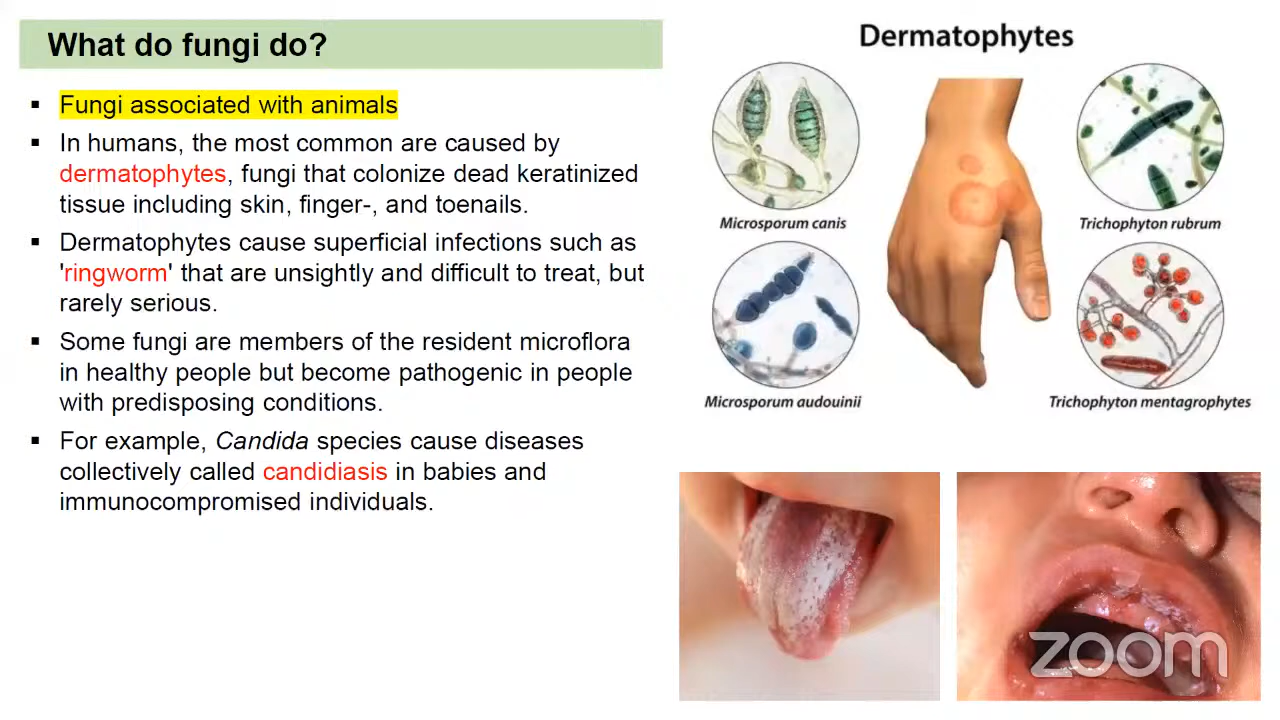 What do fungi do?
▪ Fungi associated with animals
▪ In humans, the most common are caused by
dermatophytes, fungi that colonize dead keratinized
tissue including skin, finger-, and toenails.
▪ Dermatophytes cause superficial infections such as
'ringworm' that are unsightly and difficult to treat, but
rarely serious.
▪ Some fungi are members of the resident microflora
in healthy people but become pathogenic in people
with predisposing conditions.
▪ For example, Candida species cause diseases
collectively called candidiasis in babies and
immunocompromised individuals.
Dermatophytes
Microsporum canis
Trichophyton rubrum
Microsporum audouinii
Trichophyton mentagrophytes
zoom